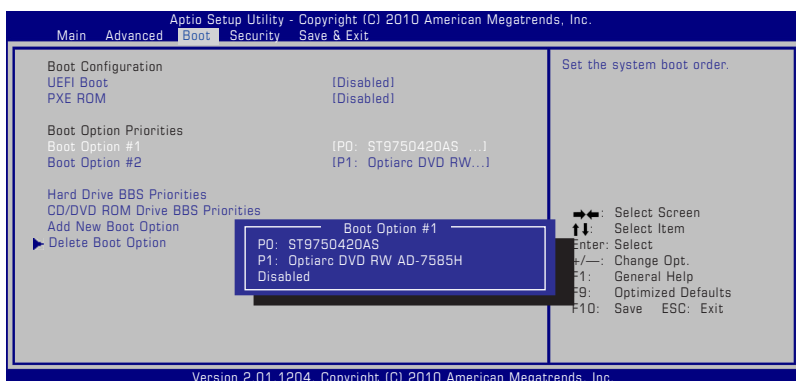 Aptio Setup Utility - Copyright (C) 2010 American Megatrends, Inc.
Main Advanced Boot Security Save & Exit
Boot Configuration
UEFI Boot [Disabled]
PXE ROM [Disabled]
Boot Option Priorities
Boot Option #1 [P0: ST9750420AS ...]
Boot Option #2 [P1: Optiarc DVD RW...]
Hard Drive BBS Priorities
CD/DVD ROM Drive BBS Priorities
Add New Boot Option
Delete Boot Option
Boot Option #1
P0: ST9750420AS
P1: Optiarc DVD RW AD-7585H
Disabled
Set the system boot order.
→←: Select Screen
↑↓: Select Item
Enter: Select
+/—: Change Opt.
F1: General Help
F9: Optimized Defaults
F10: Save ESC: Exit
Version 2.01.1204. Copyright (C) 2010 American Megatrends, Inc.